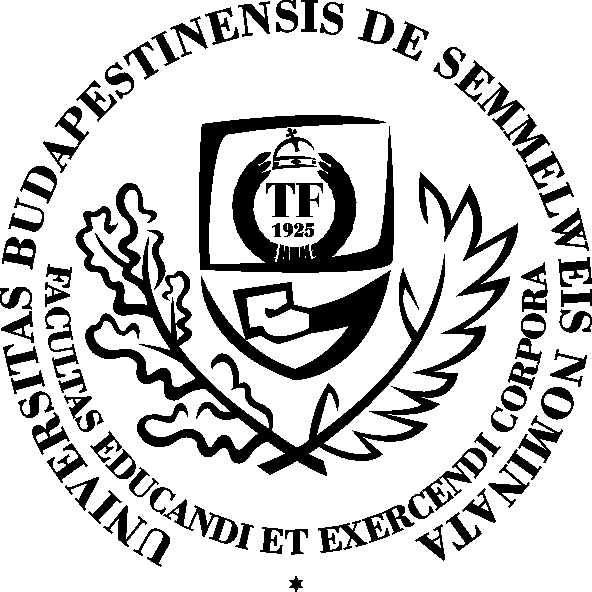 UNIVERSITAS BUDAPESTINENSIS DE SEMMELWEIS NOMINATA
FACULTAS EDUCANDI ET EXERCENDI CORPORA
TF
1925